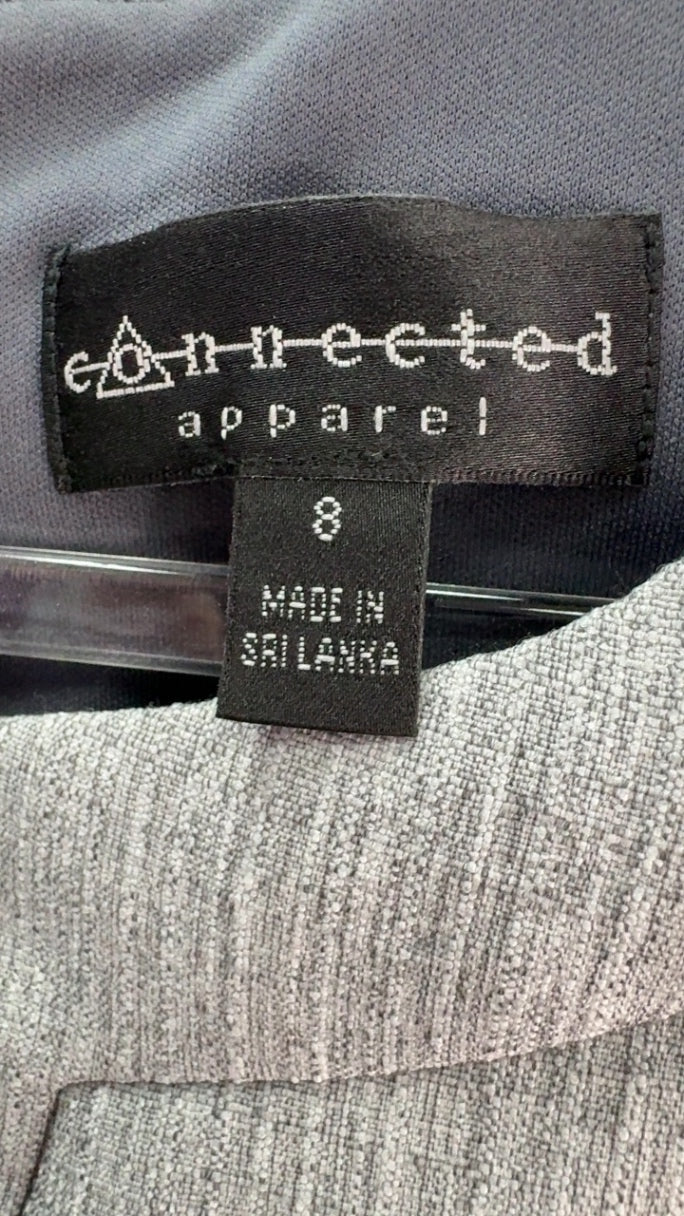 connected
apparel
8
MADE IN
SRI LANKA